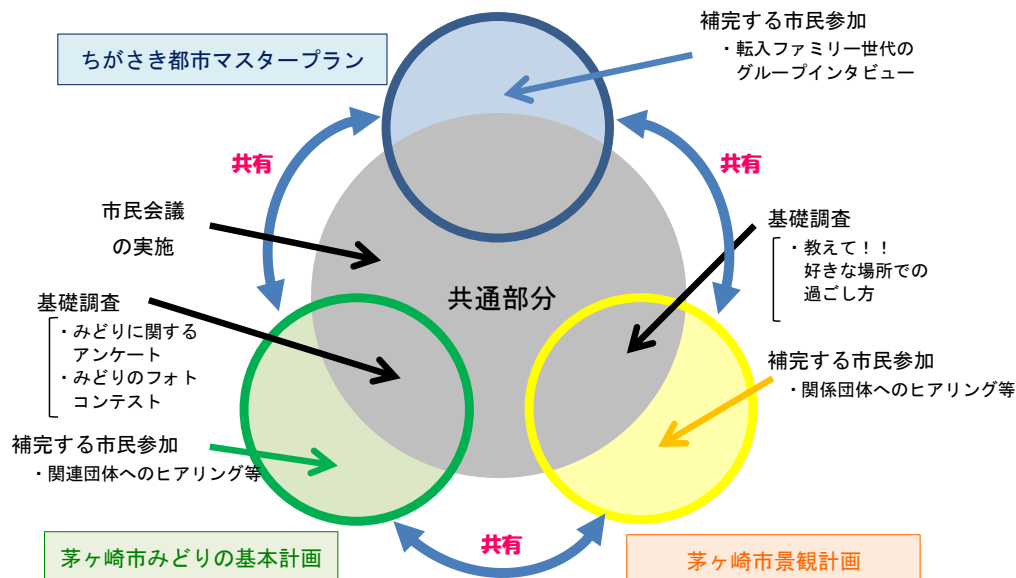 補完する市民参加
・転入ファミリー世代の
グループインタビュー
ちがさき都市マスタープラン
共有
共有
市民会議
の実施
基礎調査
・教えて！！
好きな場所での
過ごし方
共通部分
基礎調査
・みどりに関する
アンケート
・みどりのフォト
コンテスト
補完する市民参加
・関係団体へのヒアリング等
補完する市民参加
・関連団体へのヒアリング等
共有
茅ヶ崎市みどりの基本計画
茅ヶ崎市景観計画